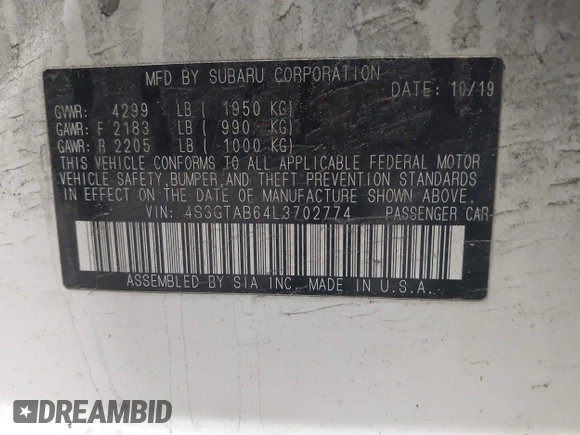 MFD BY SUBARU CORPORATION
DATE: 10/19
GVWR: 4299 LB ( 1950 KG)
GAWR: F 2183 LB ( 990 KG)
GAWR: R 2205 LB ( 1000 KG)
THIS VEHICLE CONFORMS TO ALL APPLICABLE FEDERAL MOTOR
VEHICLE SAFETY,BUMPER,AND THEFT PREVENTION STANDARDS
IN EFFECT ON THE DATE OF MANUFACTURE SHOWN ABOVE.
VIN: 4S3GTAB64L3702774 PASSENGER CAR
ASSEMBLED BY SIA INC. MADE IN U.S.A.
DREAMBID